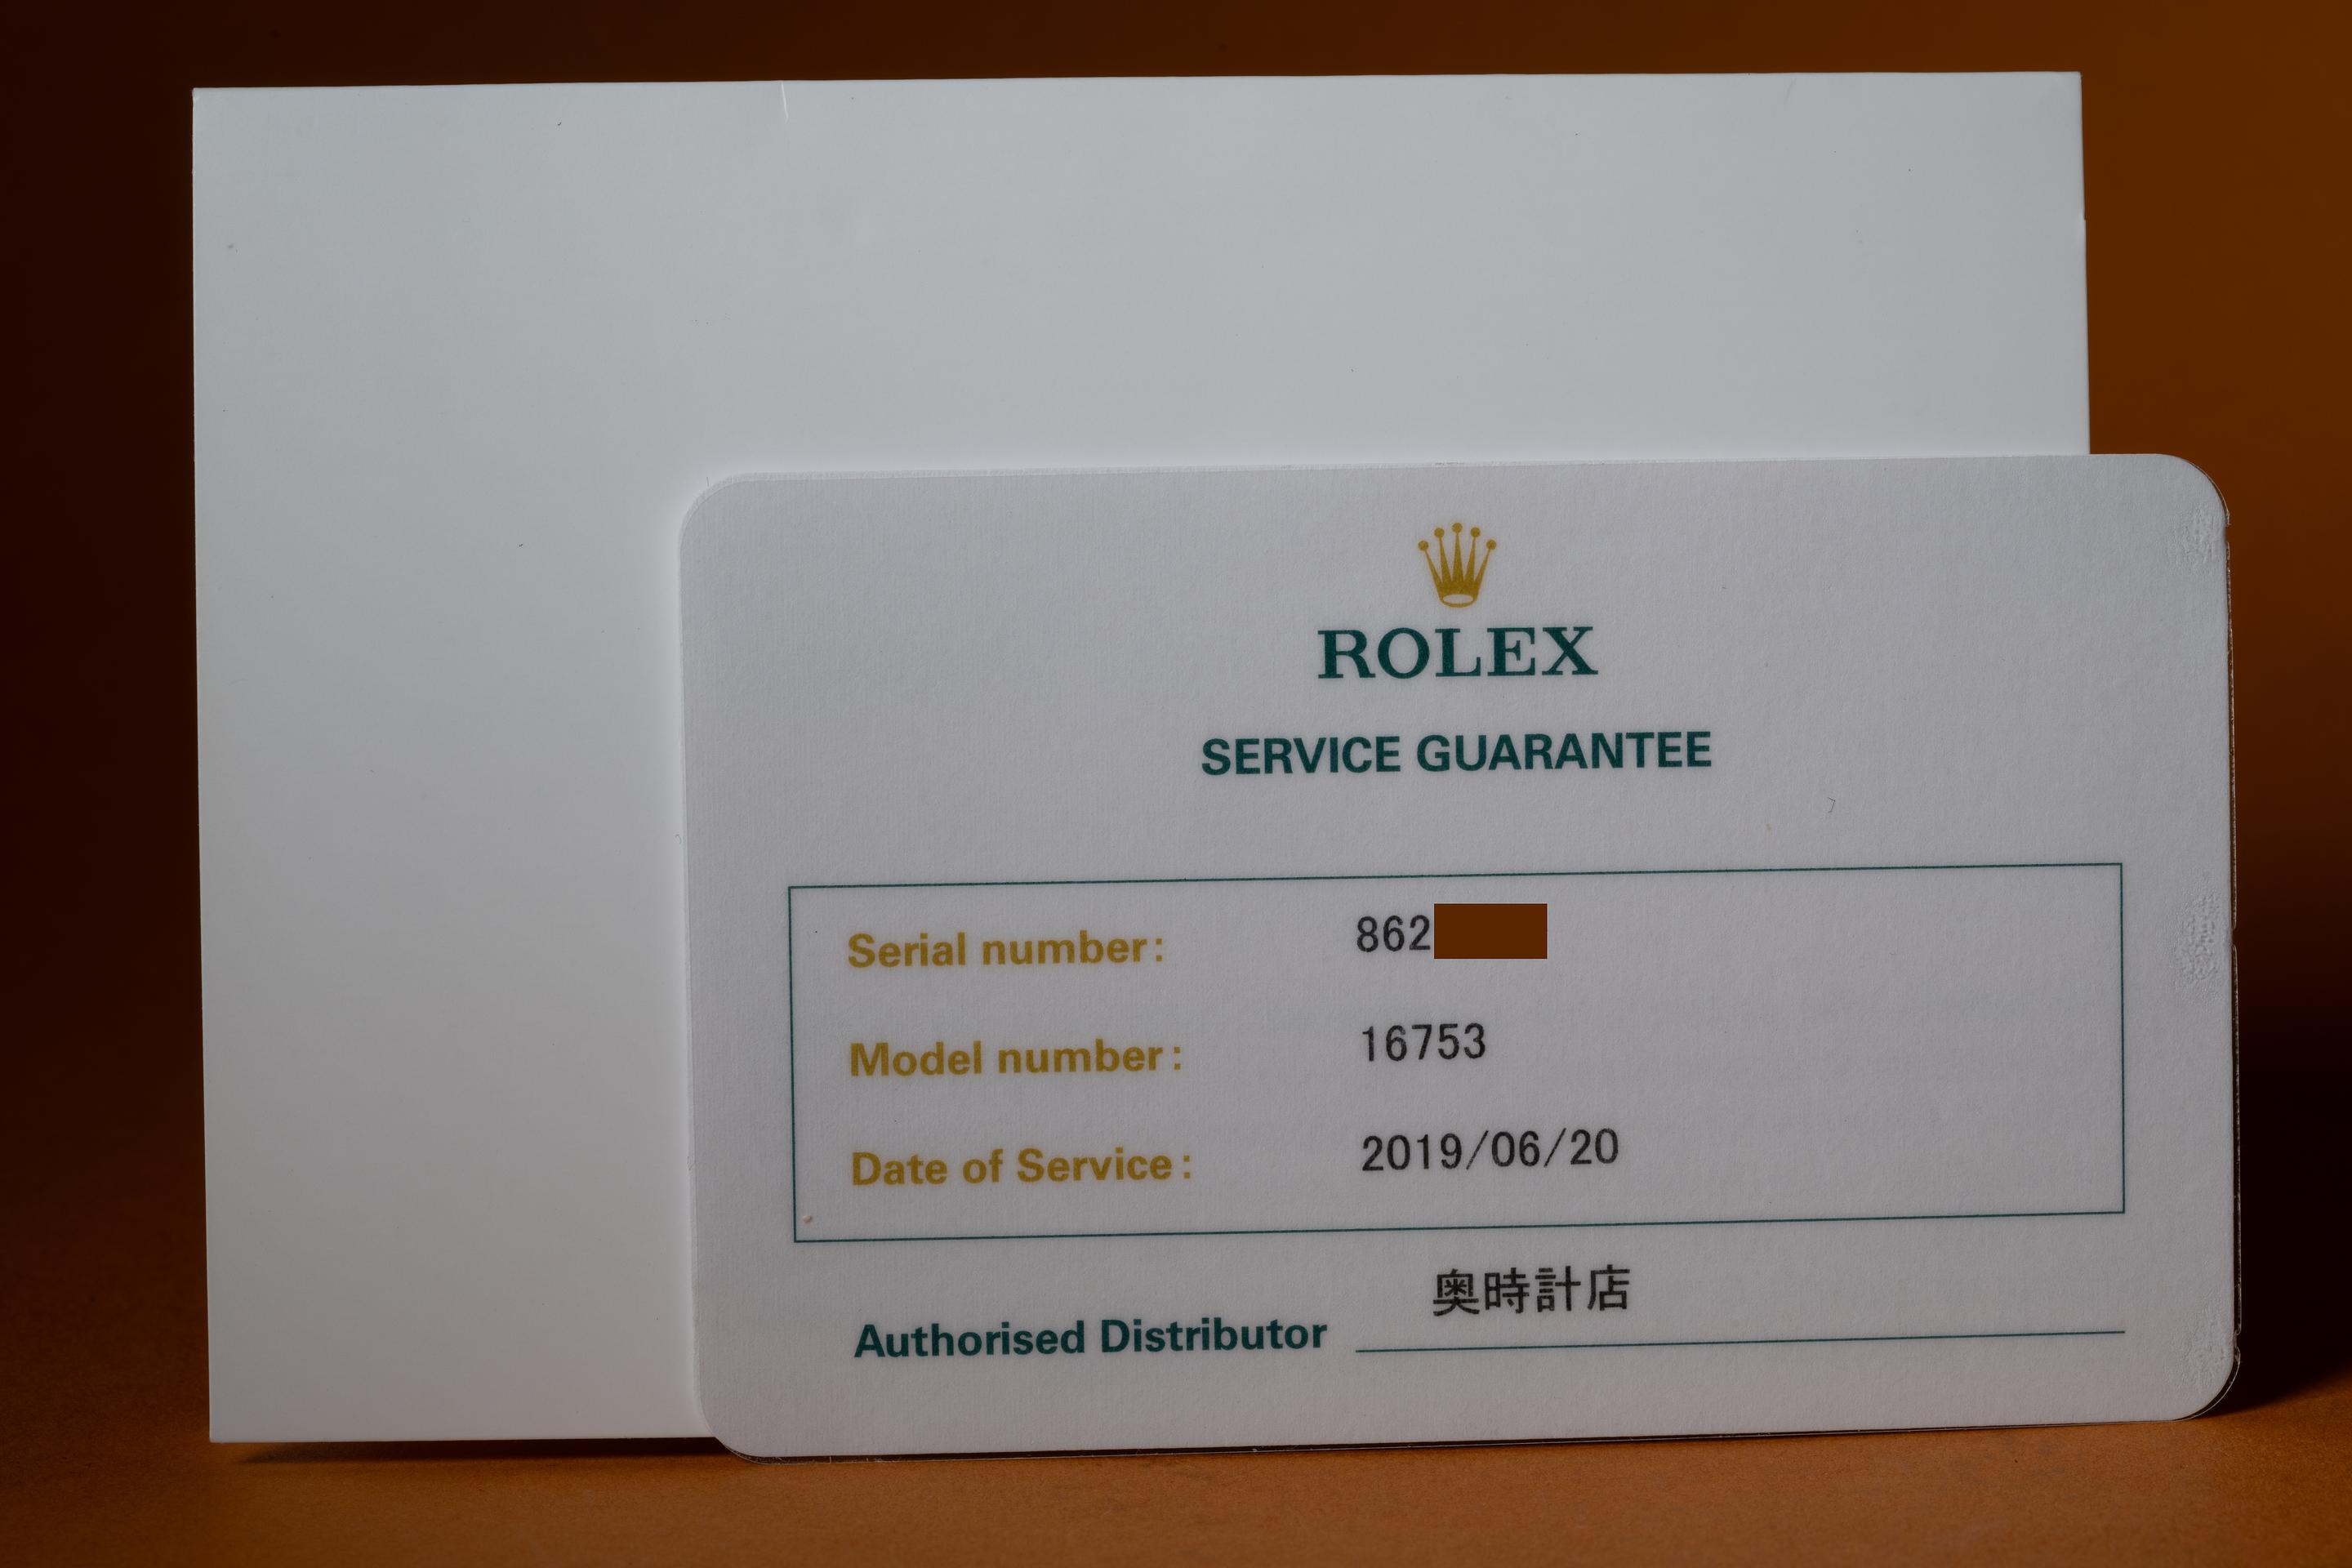 ROLEX
SERVICE GUARANTEE
Serial number: 862
Model number: 16753
Date of Service: 2019/06/20
Authorised Distributor 奥時計店